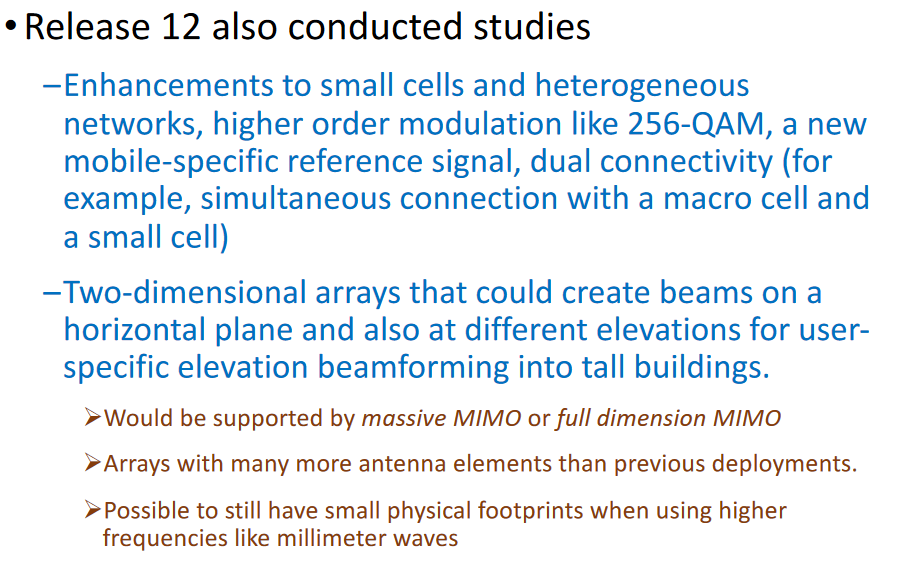 • Release 12 also conducted studies
–Enhancements to small cells and heterogeneous
networks, higher order modulation like 256-QAM, a new
mobile-specific reference signal, dual connectivity (for
example, simultaneous connection with a macro cell and
a small cell)
–Two-dimensional arrays that could create beams on a
horizontal plane and also at different elevations for user-
specific elevation beamforming into tall buildings.
➢Would be supported by massive MIMO or full dimension MIMO
➢Arrays with many more antenna elements than previous deployments.
➢Possible to still have small physical footprints when using higher
frequencies like millimeter waves